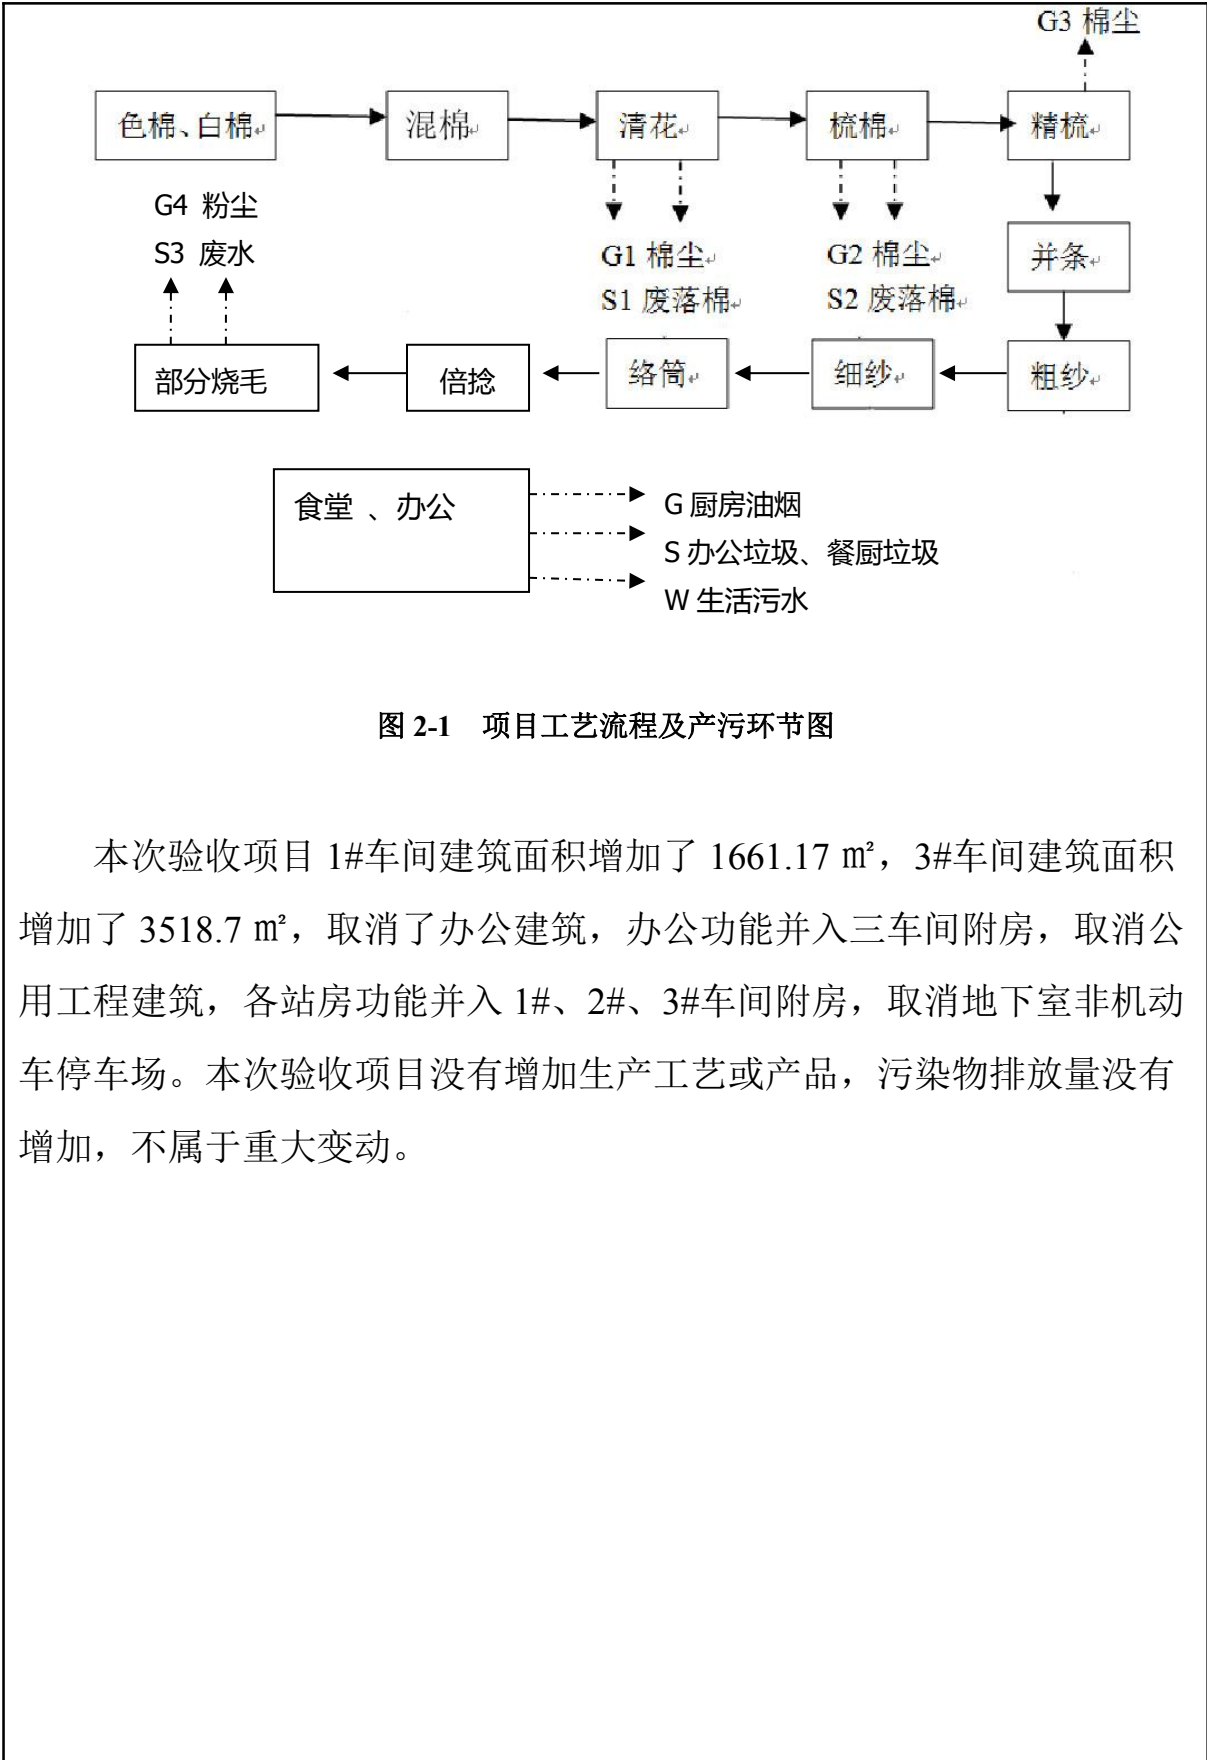 G3 棉尘
色棉、白棉 混棉 清花 梳棉 精梳
G4 粉尘
S3 废水
G1 棉尘 G2 棉尘 并条
S1 废落棉 S2 废落棉
部分烧毛 倍捻 络筒 细纱 粗纱
食堂 、办公
G 厨房油烟
S 办公垃圾、餐厨垃圾
W 生活污水
图 2-1 项目工艺流程及产污环节图
本次验收项目 1#车间建筑面积增加了 1661.17 ㎡，3#车间建筑面积
增加了 3518.7 ㎡，取消了办公建筑，办公功能并入三车间附房，取消公
用工程建筑，各站房功能并入 1#、2#、3#车间附房，取消地下室非机动
车停车场。本次验收项目没有增加生产工艺或产品，污染物排放量没有
增加，不属于重大变动。